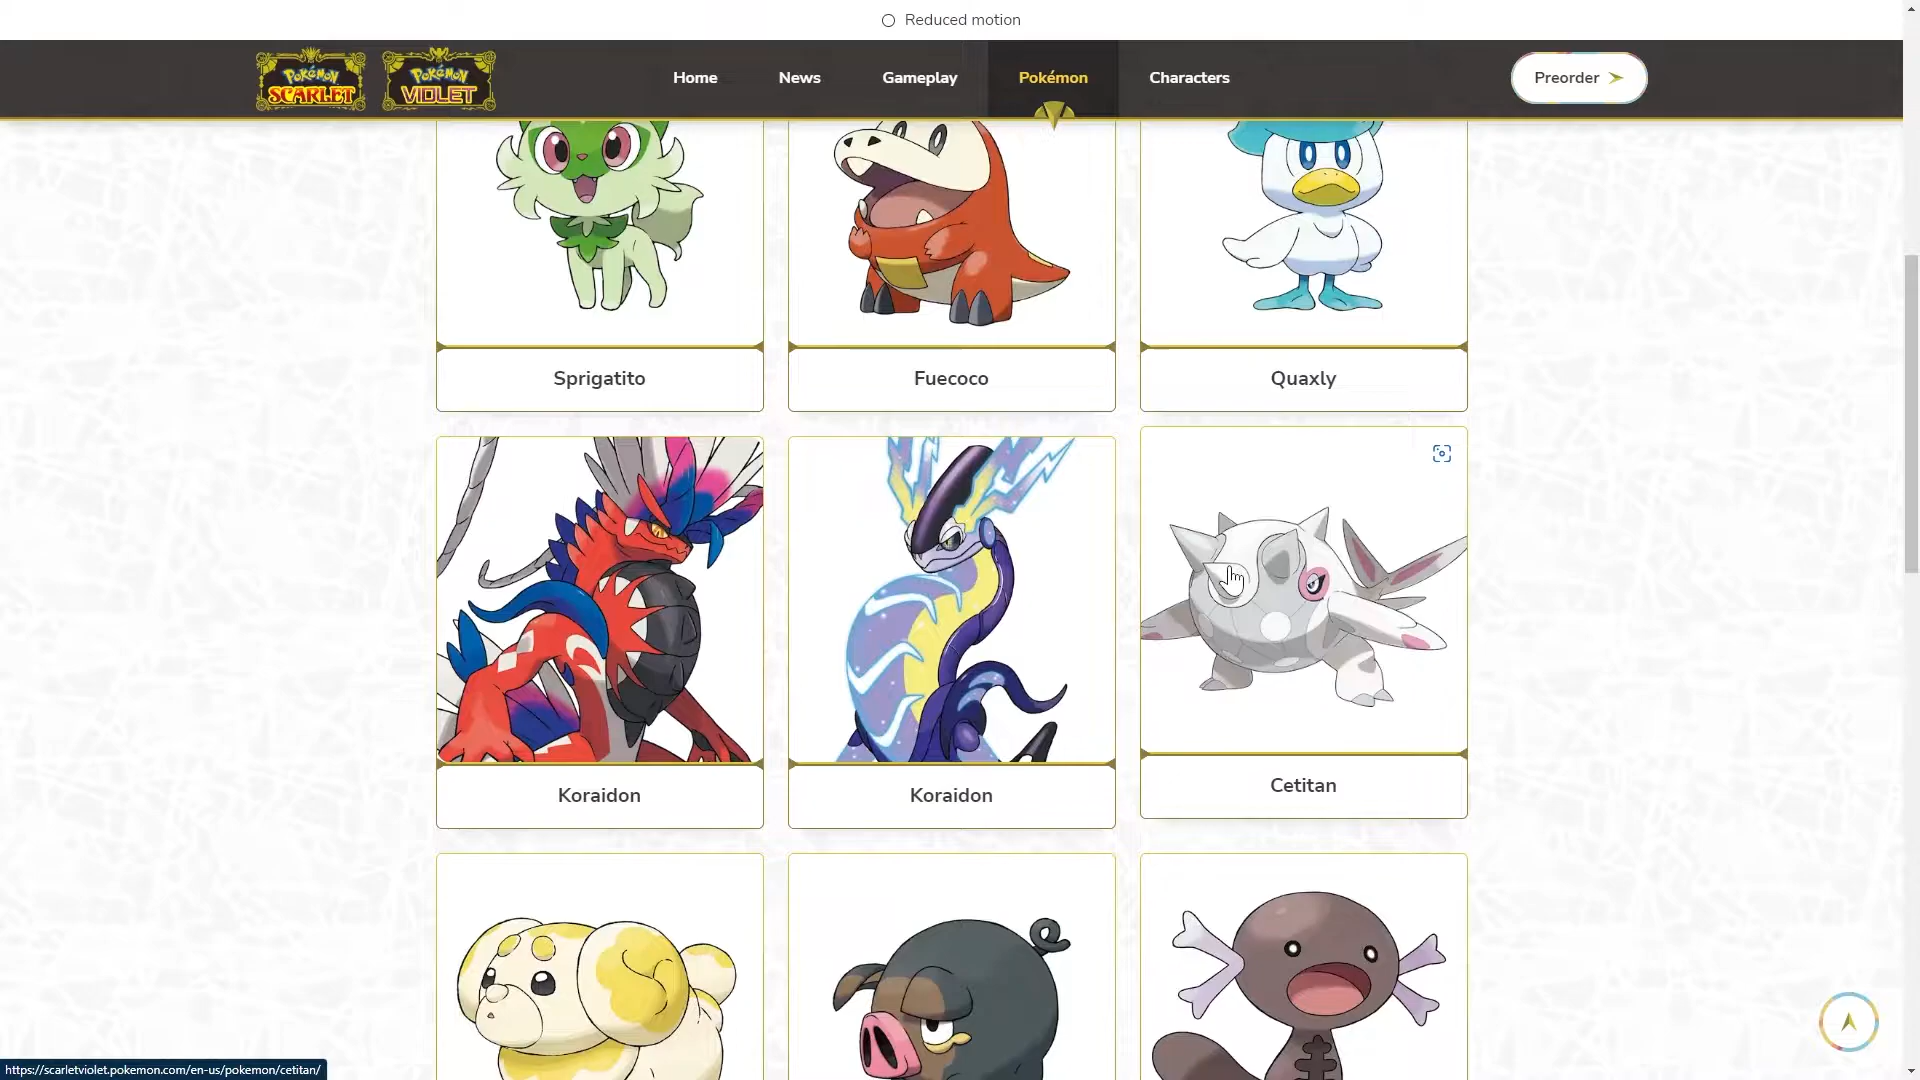 Reduced motion
POKéMON SCARLET
POKéMON VIOLET
Home
News
Gameplay
Pokémon
Characters
Preorder
Sprigatito
Fuecoco
Quaxly
Koraidon
Koraidon
Cetitan
https://scarletviolet.pokemon.com/en-us/pokemon/cetitan/